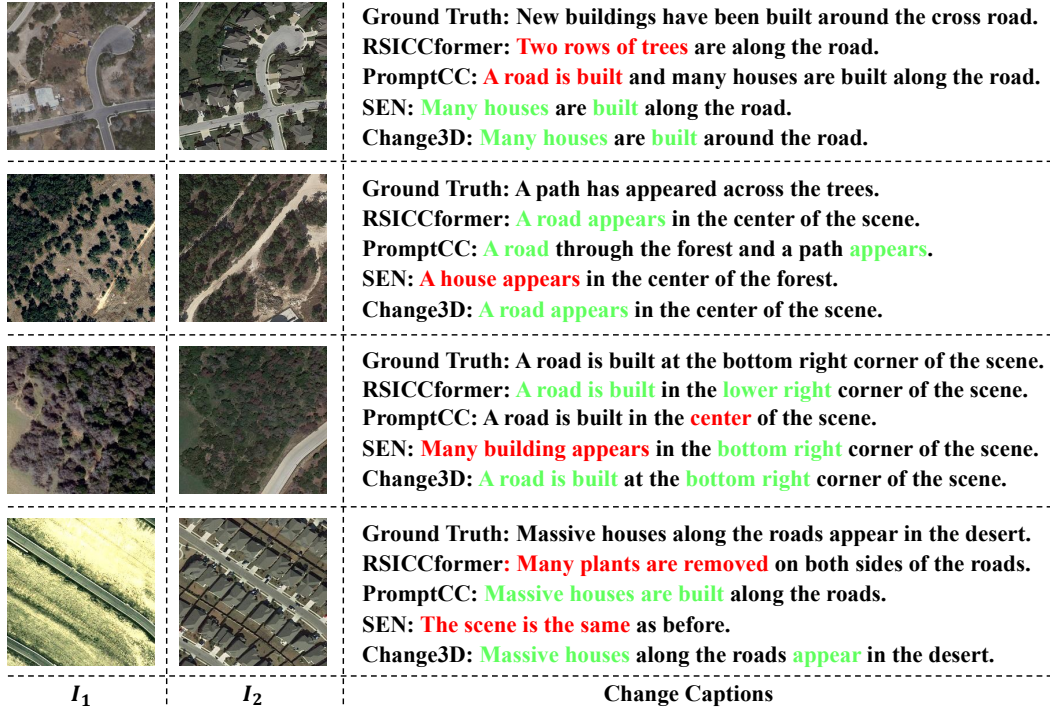 Ground Truth: New buildings have been built around the cross road.
RSICCformer: Two rows of trees are along the road.
PromptCC: A road is built and many houses are built along the road.
SEN: Many houses are built along the road.
Change3D: Many houses are built around the road.
Ground Truth: A path has appeared across the trees.
RSICCformer: A road appears in the center of the scene.
PromptCC: A road through the forest and a path appears.
SEN: A house appears in the center of the forest.
Change3D: A road appears in the center of the scene.
Ground Truth: A road is built at the bottom right corner of the scene.
RSICCformer: A road is built in the lower right corner of the scene.
PromptCC: A road is built in the center of the scene.
SEN: Many building appears in the bottom right corner of the scene.
Change3D: A road is built at the bottom right corner of the scene.
Ground Truth: Massive houses along the roads appear in the desert.
RSICCformer: Many plants are removed on both sides of the roads.
PromptCC: Massive houses are built along the roads.
SEN: The scene is the same as before.
Change3D: Massive houses along the roads appear in the desert.
I₁ I₂ Change Captions